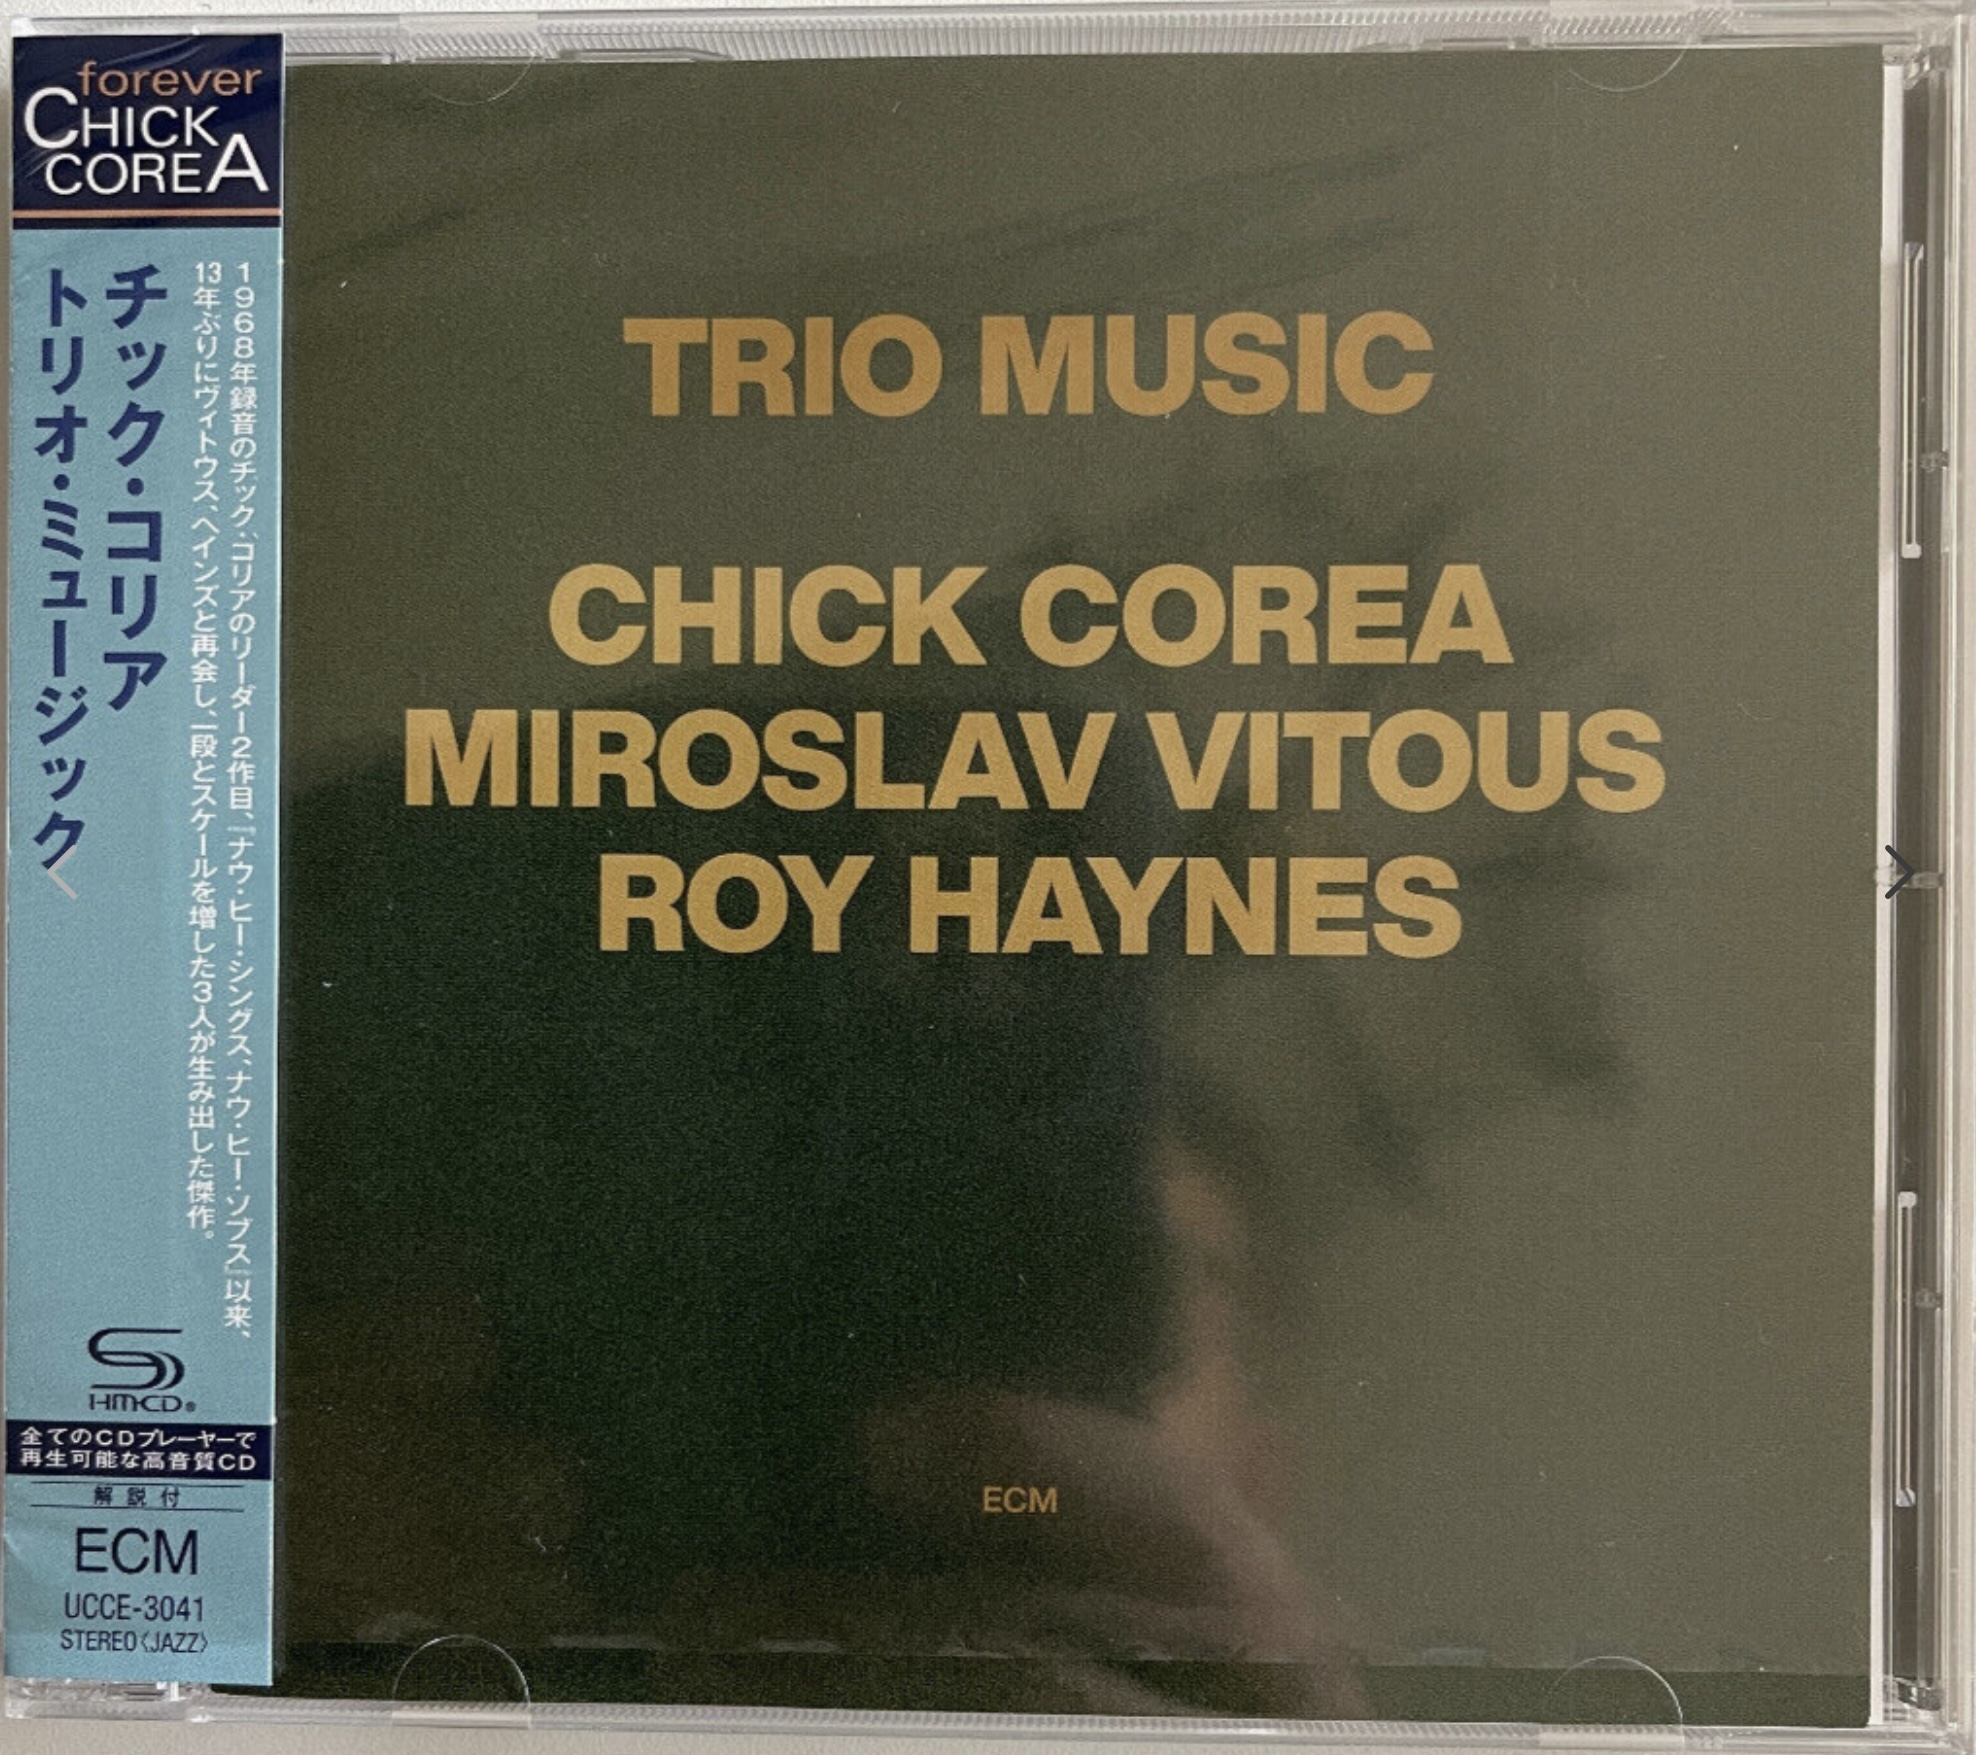 forever
CHICK
COREA
チック・コリア
トリオ・ミュージック
1968年録音のチック・コリアのリーダー2作目、『ナウ・ヒー・シングス、ナウ・ヒー・ソブス』以来、
13年ぶりにヴィトウス、ヘインズと再会し、一段とスケールを増した3人が生み出した傑作。
HM-CD®
全てのCDプレーヤーで
再生可能な高音質CD
解説付
ECM
UCCE-3041
STEREO〈JAZZ〉
TRIO MUSIC
CHICK COREA
MIROSLAV VITOUS
ROY HAYNES
ECM